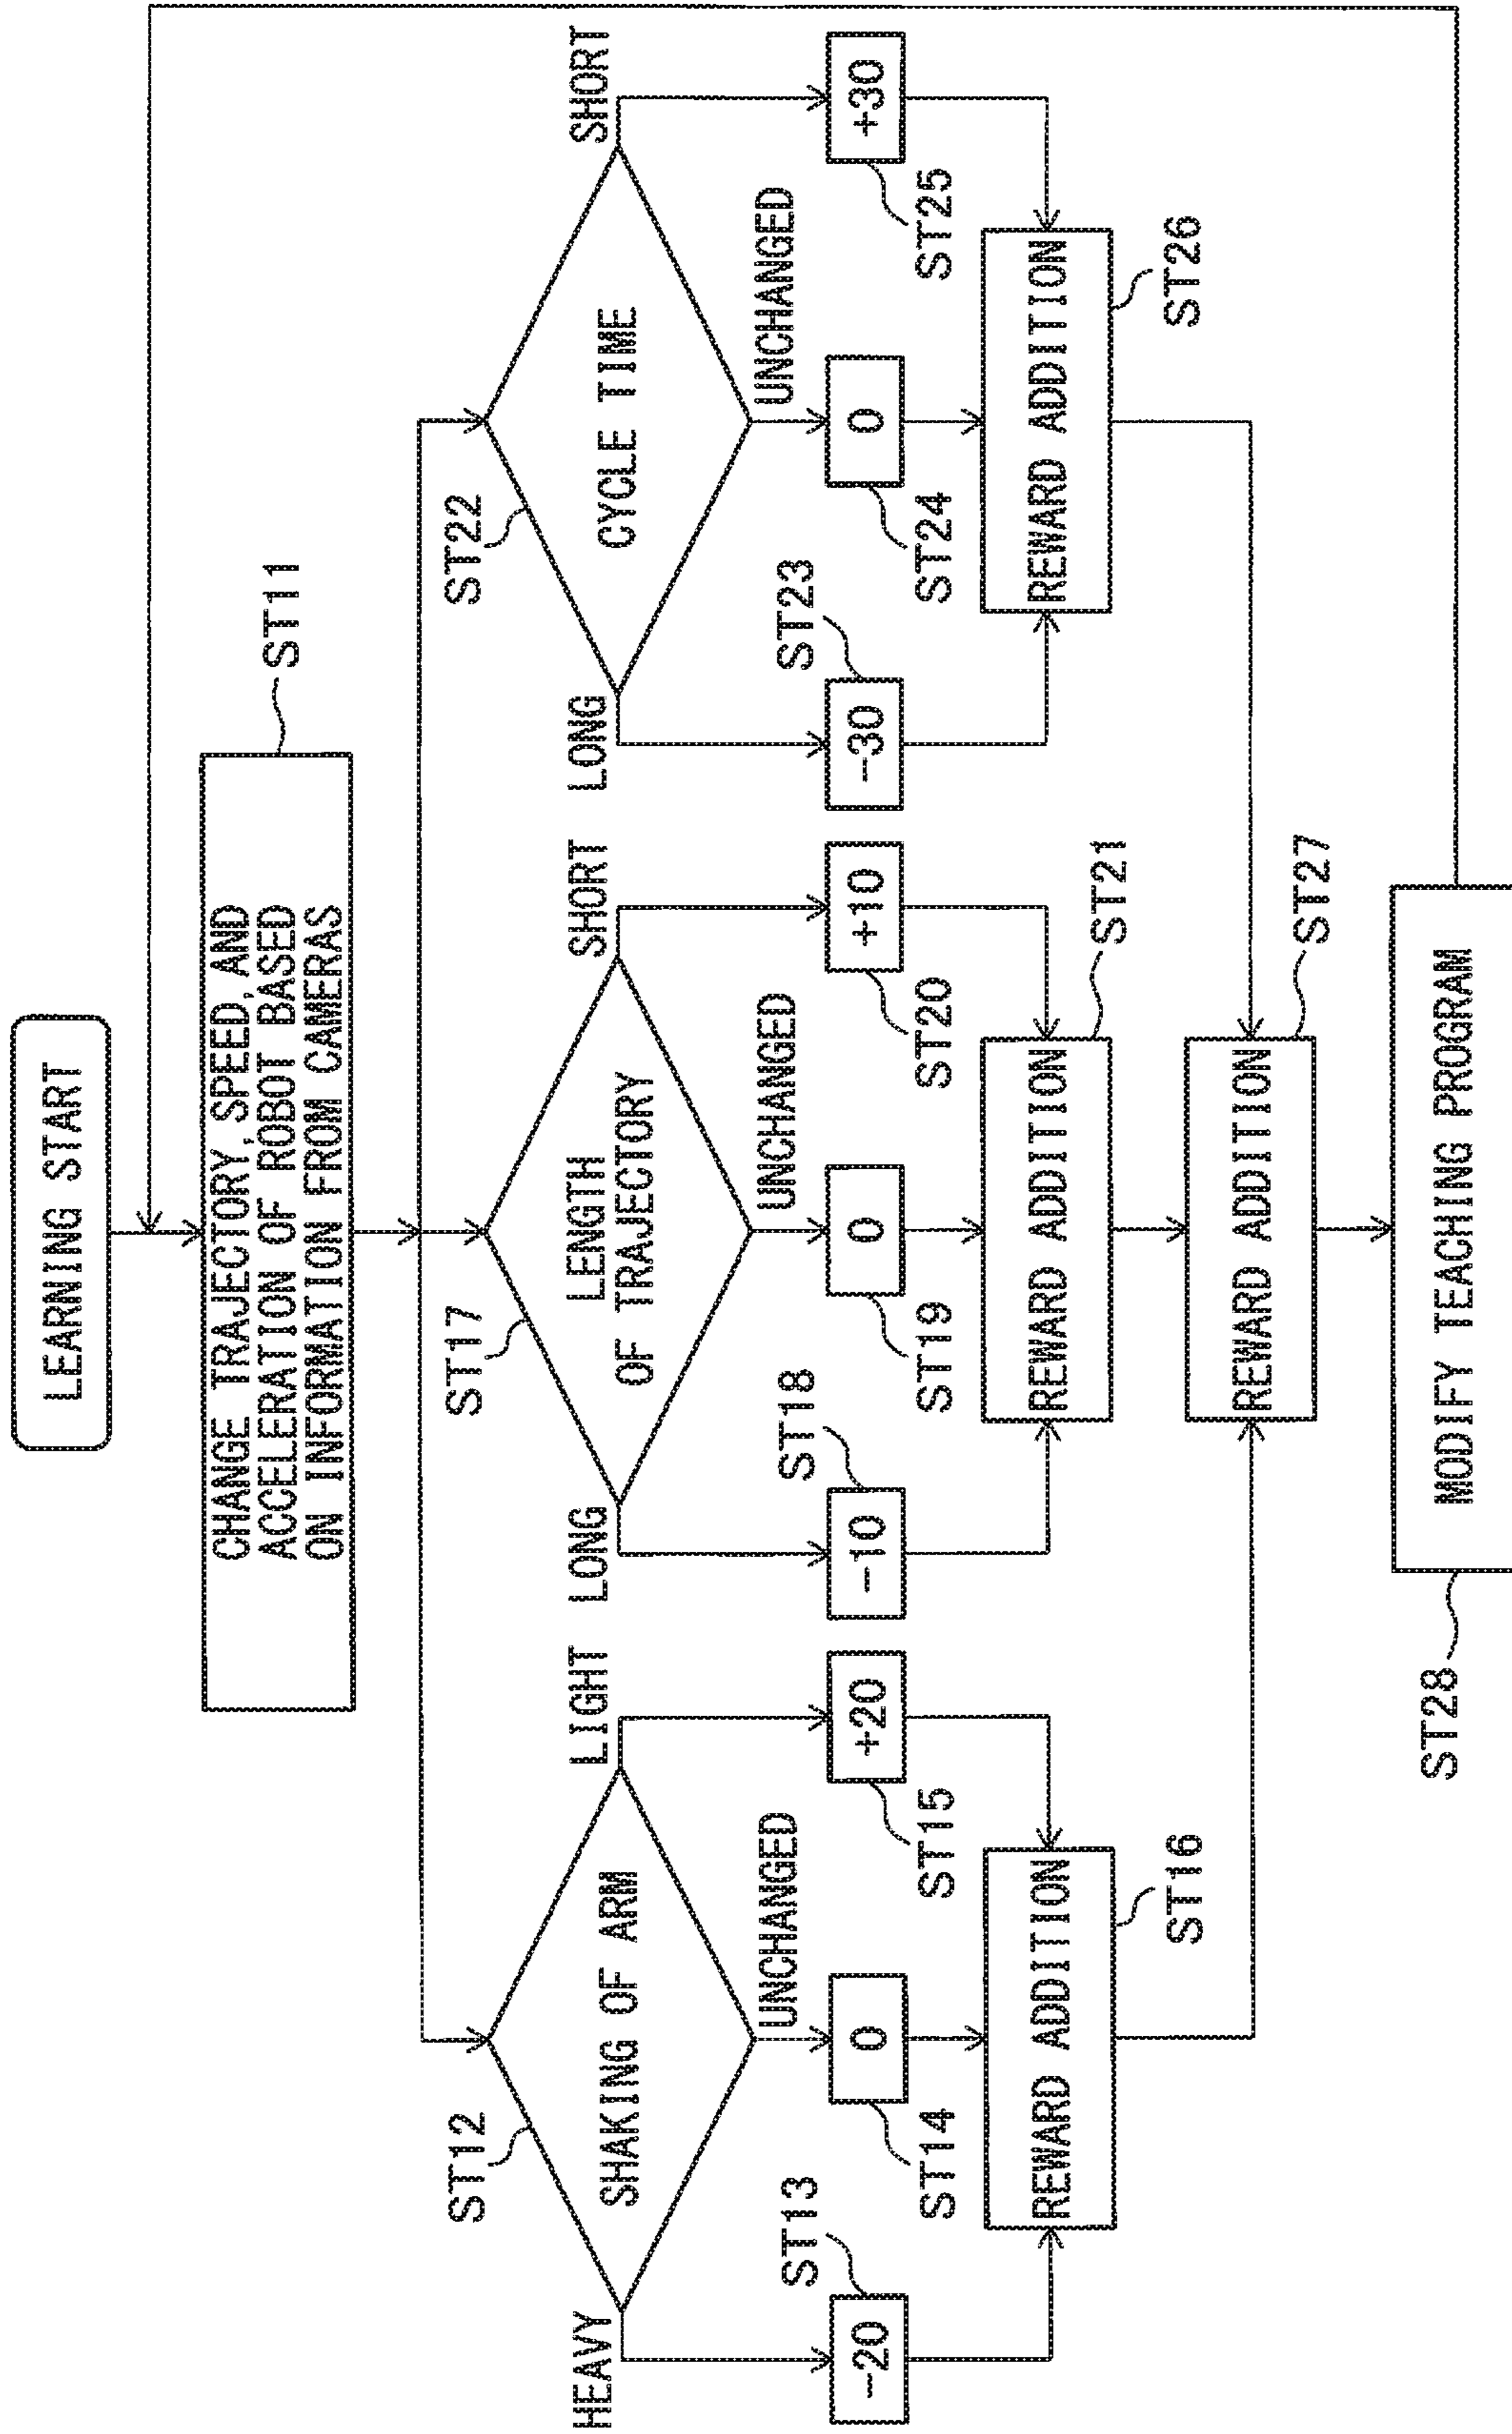 LEARNING START
CHANGE TRAJECTORY, SPEED, AND
ACCELERATION OF ROBOT BASED
ON INFORMATION FROM CAMERAS
ST11
ST12
SHAKING OF ARM
HEAVY
UNCHANGED
LIGHT
ST13
-20
ST14
0
ST15
+20
REWARD ADDITION
ST16
ST17
LENGTH
OF TRAJECTORY
LONG
UNCHANGED
SHORT
ST18
-10
ST19
0
ST20
+10
REWARD ADDITION
ST21
ST22
CYCLE TIME
LONG
UNCHANGED
SHORT
ST23
-30
ST24
0
ST25
+30
REWARD ADDITION
ST26
REWARD ADDITION
ST27
ST28
MODIFY TEACHING PROGRAM